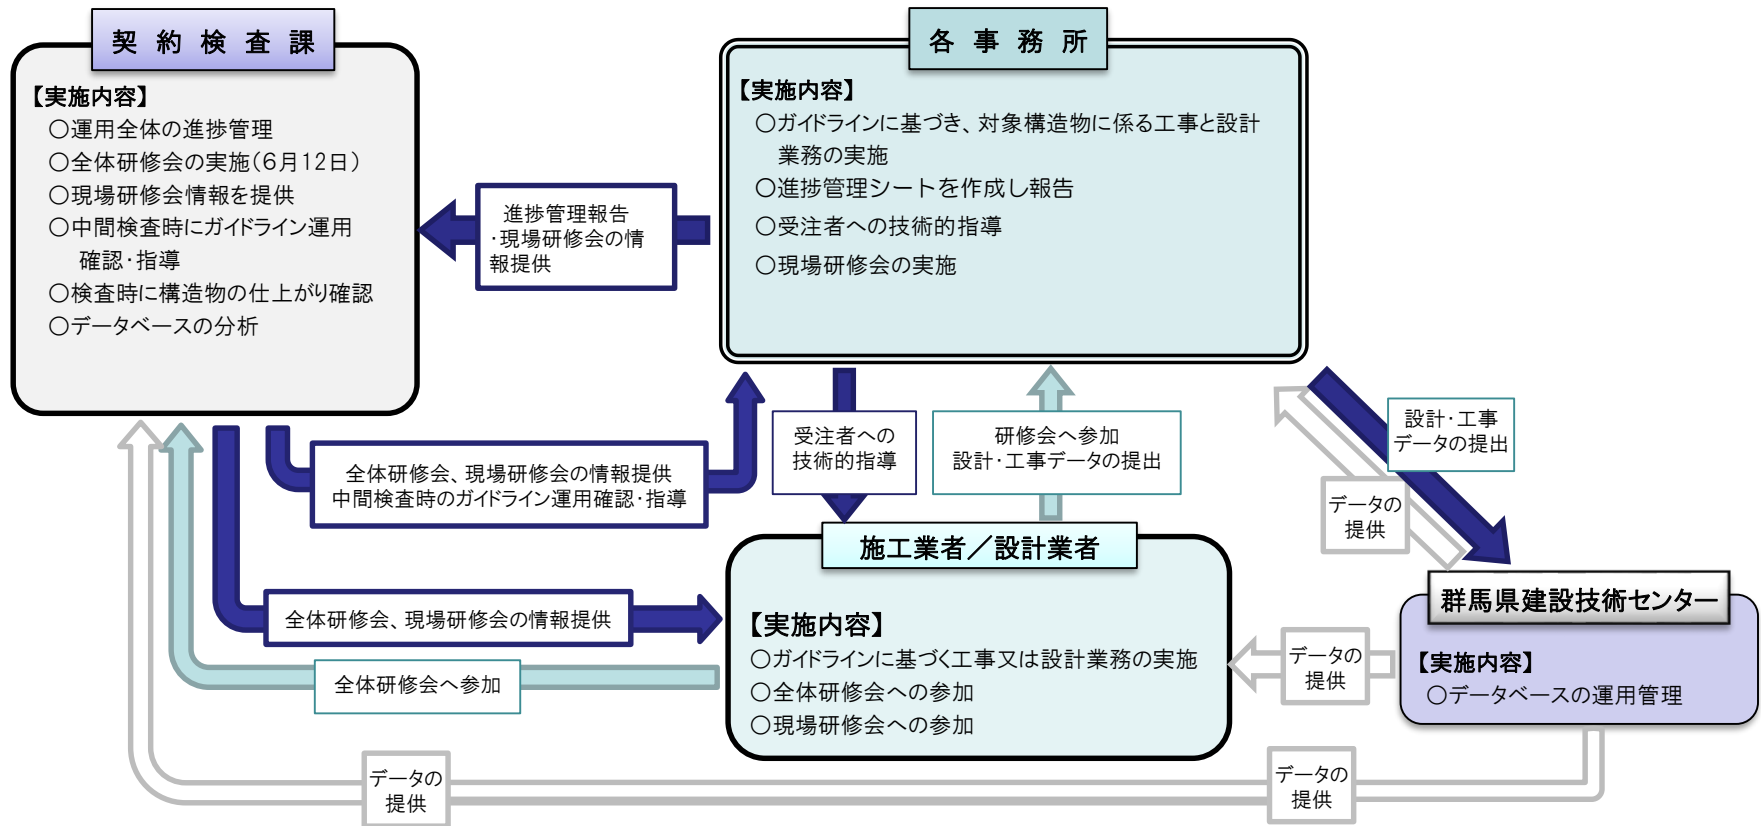 契約検査課
【実施内容】
○運用全体の進捗管理
○全体研修会の実施(6月12日)
○現場研修会情報を提供
○中間検査時にガイドライン運用
確認・指導
○検査時に構造物の仕上がり確認
○データベースの分析
進捗管理報告
・現場研修会の情
報提供
各事務所
【実施内容】
○ガイドラインに基づき、対象構造物に係る工事と設計
業務の実施
○進捗管理シートを作成し報告
○受注者への技術的指導
○現場研修会の実施
全体研修会、現場研修会の情報提供
中間検査時のガイドライン運用確認・指導
受注者への
技術的指導
研修会へ参加
設計・工事データの提出
設計・工事
データの提出
データの
提供
全体研修会、現場研修会の情報提供
全体研修会へ参加
施工業者／設計業者
【実施内容】
○ガイドラインに基づく工事又は設計業務の実施
○全体研修会への参加
○現場研修会への参加
データの
提供
群馬県建設技術センター
【実施内容】
○データベースの運用管理
データの
提供
データの
提供